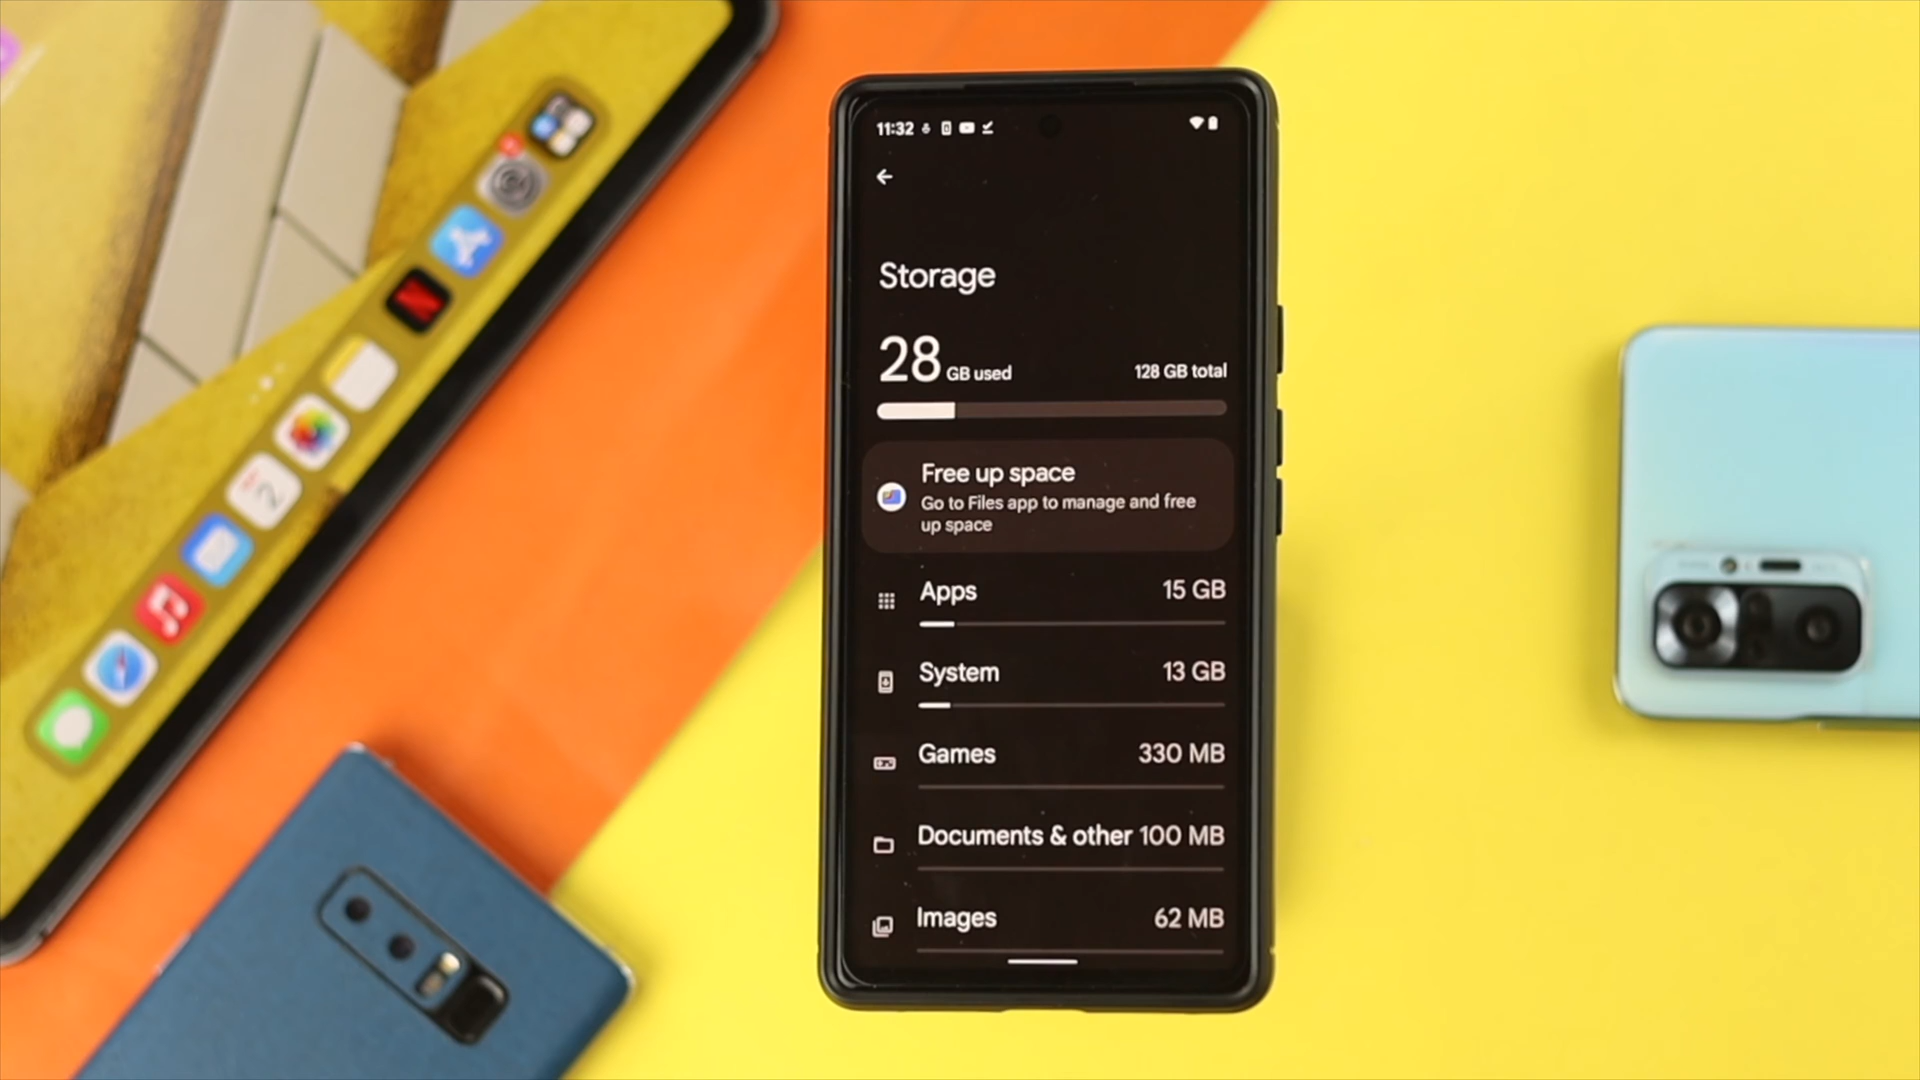 11:32
Storage
28 GB used
128 GB total
Free up space
Go to Files app to manage and free
up space
Apps 15 GB
System 13 GB
Games 330 MB
Documents & other 100 MB
Images 62 MB
2